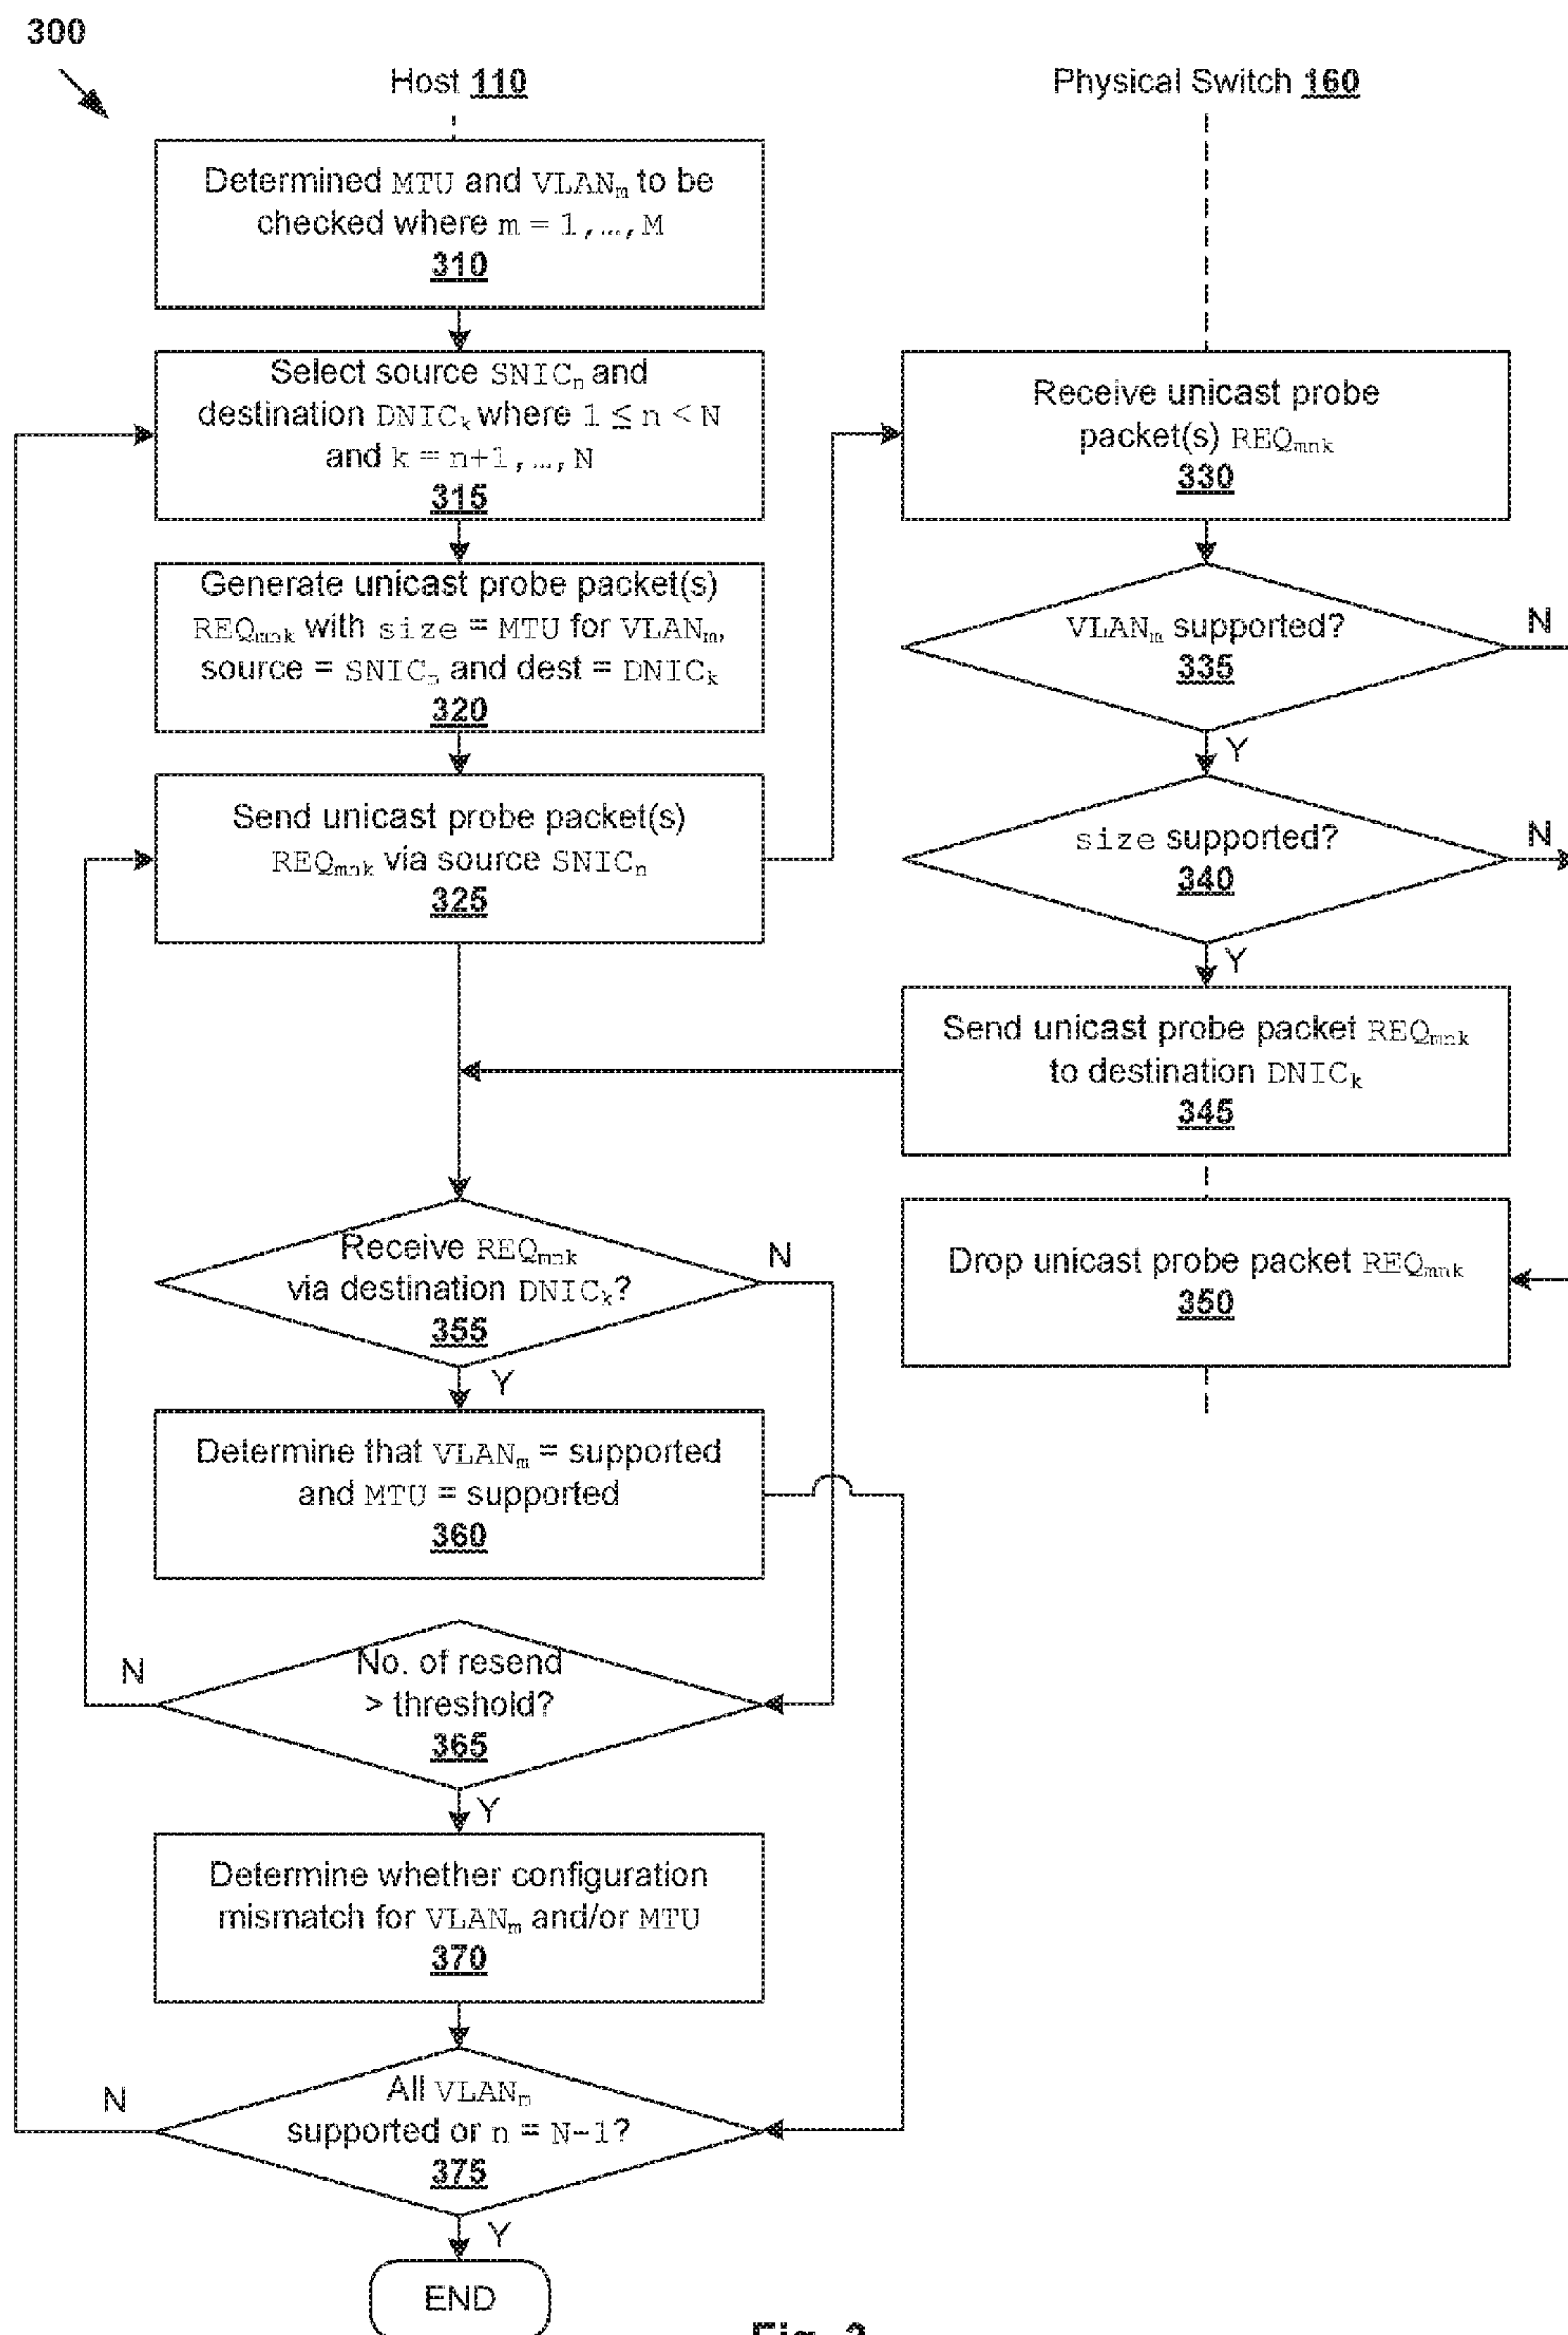 300
Host 110
Physical Switch 160
Determined MTU and VLANₘ to be
checked where m = 1,…,M
310
Select source SNICₙ and
destination DNICₖ where 1 ≤ n < N
and k = n+1,…,N
315
Generate unicast probe packet(s)
REQₘₙₖ with size = MTU for VLANₘ,
source = SNICₙ and dest = DNICₖ
320
Send unicast probe packet(s)
REQₘₙₖ via source SNICₙ
325
Receive unicast probe
packet(s) REQₘₙₖ
330
VLANₘ supported?
335
N
Y
size supported?
340
N
Y
Send unicast probe packet REQₘₙₖ
to destination DNICₖ
345
Drop unicast probe packet REQₘₙₖ
350
Receive REQₘₙₖ
via destination DNICₖ?
355
N
Y
Determine that VLANₘ = supported
and MTU = supported
360
No. of resend
> threshold?
365
N
Y
Determine whether configuration
mismatch for VLANₘ and/or MTU
370
All VLANₘ
supported or n = N-1?
375
N
Y
END
Fig. 3